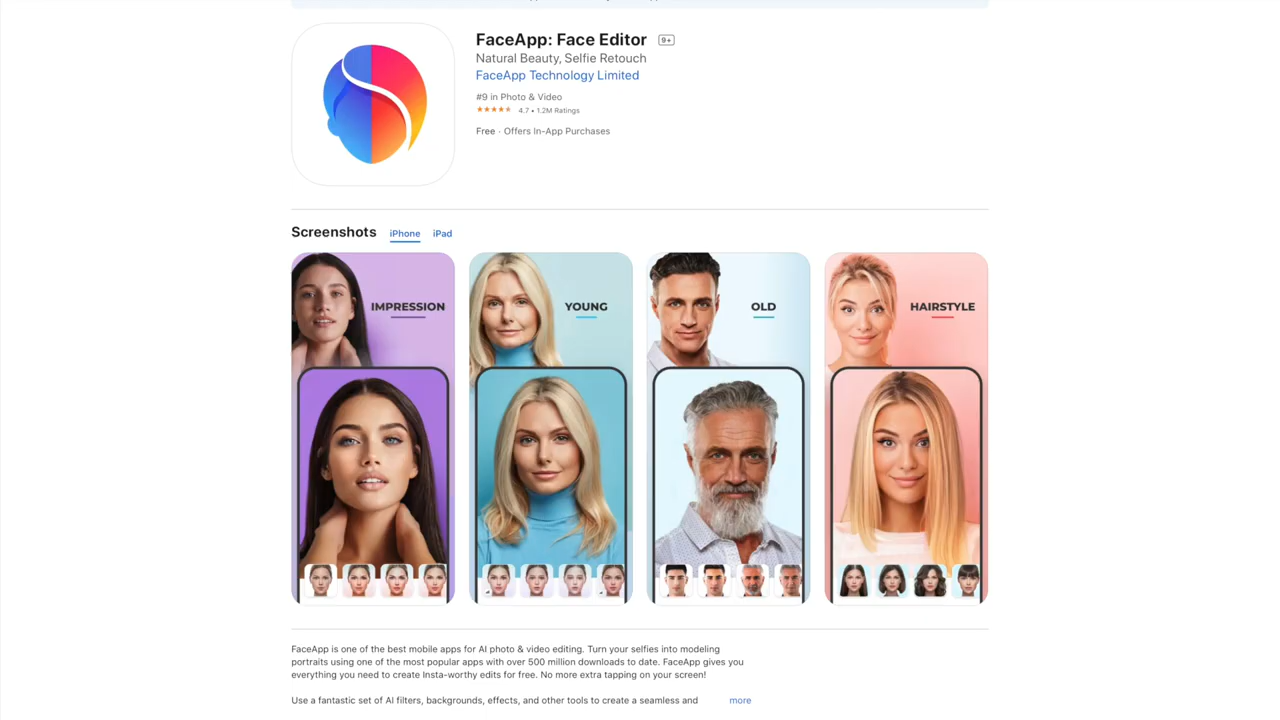 FaceApp: Face Editor 9+
Natural Beauty, Selfie Retouch
FaceApp Technology Limited
#9 in Photo & Video
4.7 • 1.2M Ratings
Free · Offers In-App Purchases
Screenshots iPhone iPad
IMPRESSION
YOUNG
OLD
HAIRSTYLE
FaceApp is one of the best mobile apps for AI photo & video editing. Turn your selfies into modeling
portraits using one of the most popular apps with over 500 million downloads to date. FaceApp gives you
everything you need to create Insta-worthy edits for free. No more extra tapping on your screen!
Use a fantastic set of AI filters, backgrounds, effects, and other tools to create a seamless and more